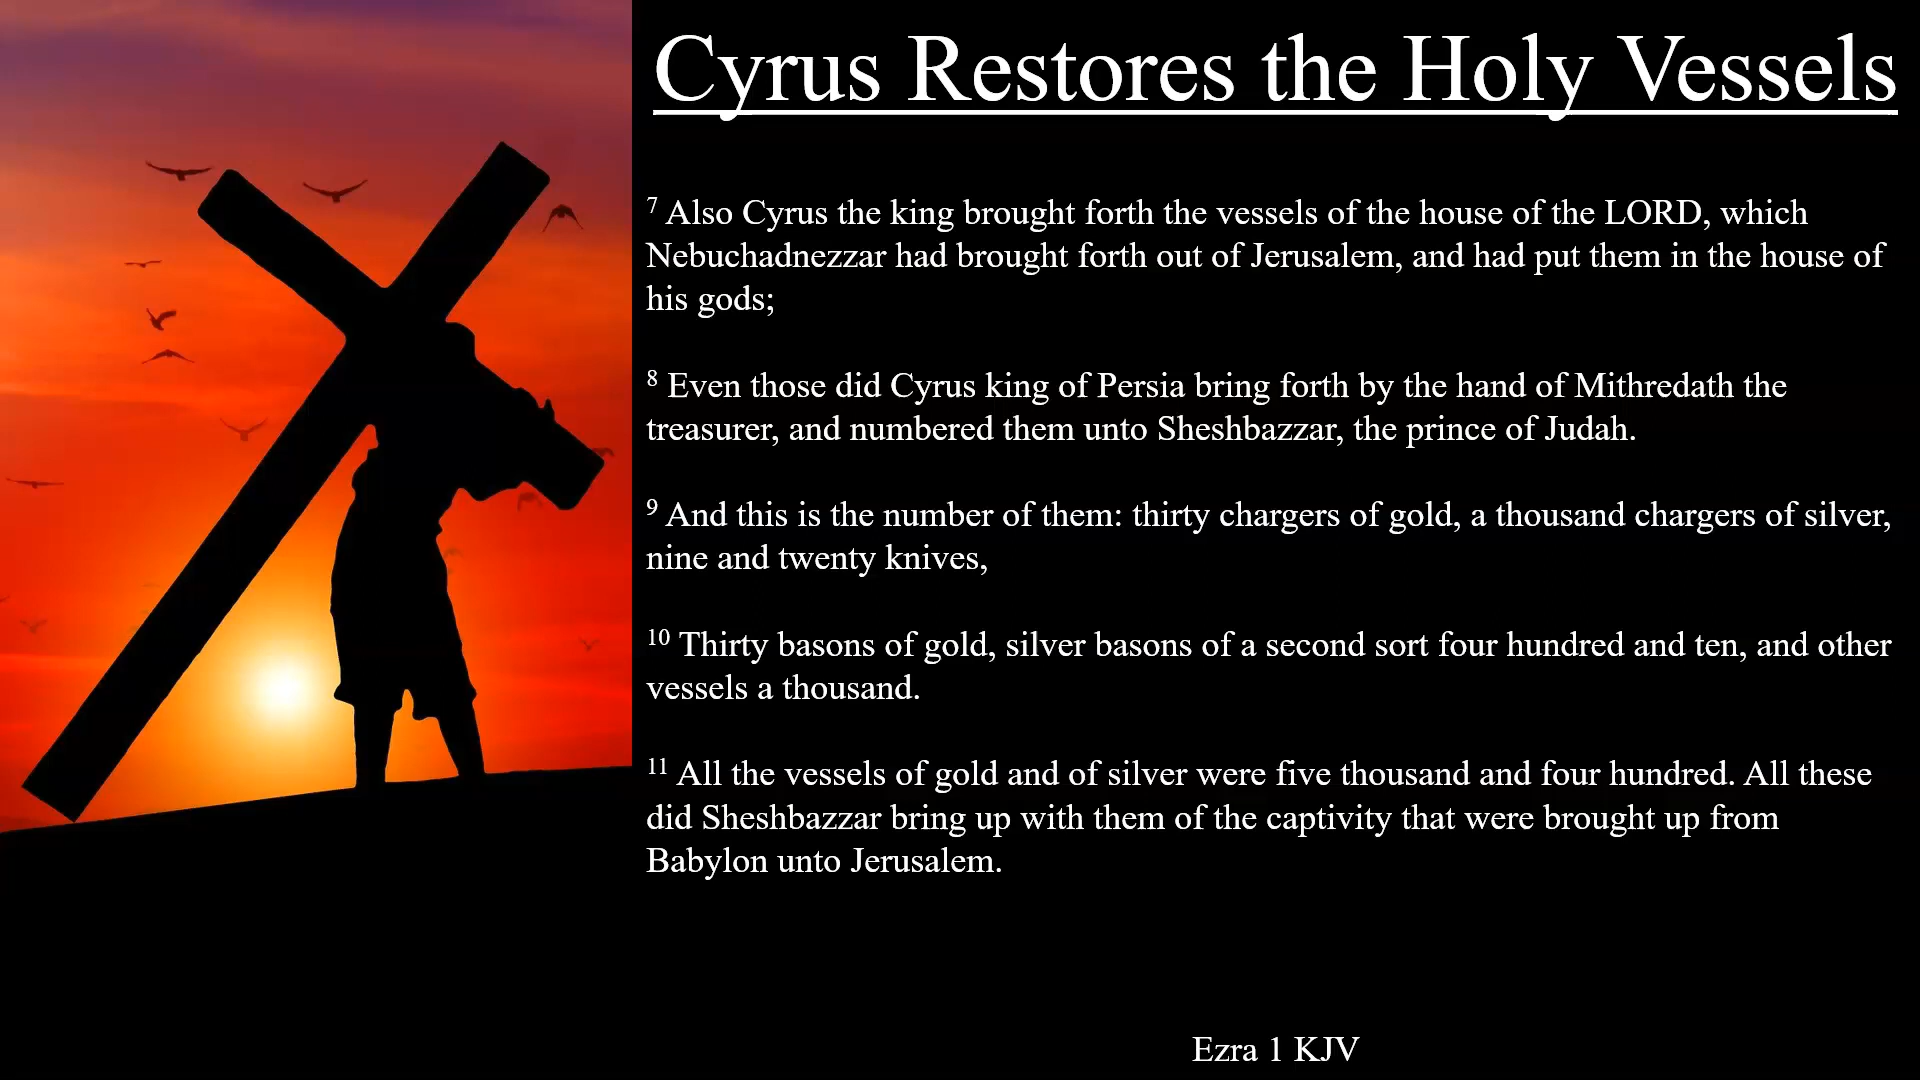 Cyrus Restores the Holy Vessels
7 Also Cyrus the king brought forth the vessels of the house of the LORD, which
Nebuchadnezzar had brought forth out of Jerusalem, and had put them in the house of
his gods;
8 Even those did Cyrus king of Persia bring forth by the hand of Mithredath the
treasurer, and numbered them unto Sheshbazzar, the prince of Judah.
9 And this is the number of them: thirty chargers of gold, a thousand chargers of silver,
nine and twenty knives,
10 Thirty basons of gold, silver basons of a second sort four hundred and ten, and other
vessels a thousand.
11 All the vessels of gold and of silver were five thousand and four hundred. All these
did Sheshbazzar bring up with them of the captivity that were brought up from
Babylon unto Jerusalem.
Ezra 1 KJV